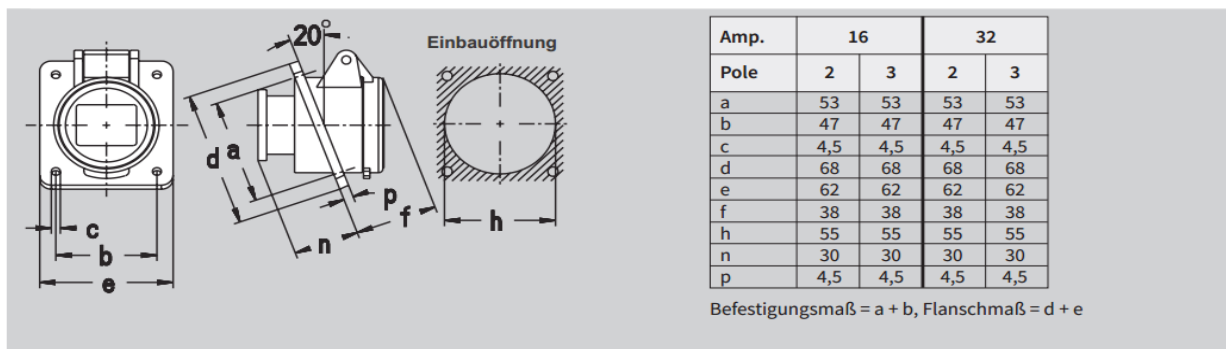 20°
Einbauöffnung
d
a
p
f
n
h
c
b
e
Amp. 16 32
Pole 2 3 2 3
a 53 53 53 53
b 47 47 47 47
c 4,5 4,5 4,5 4,5
d 68 68 68 68
e 62 62 62 62
f 38 38 38 38
h 55 55 55 55
n 30 30 30 30
p 4,5 4,5 4,5 4,5
Befestigungsmaß = a + b, Flanschmaß = d + e